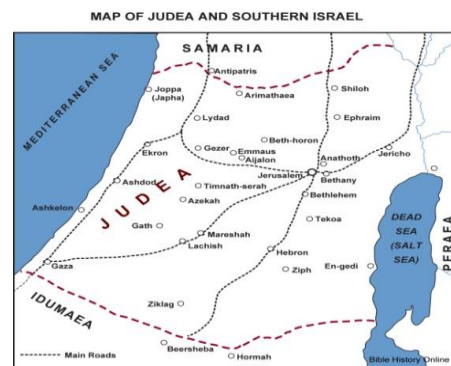 MAP OF JUDEA AND SOUTHERN ISRAEL
SAMARIA
MEDITERRANEAN SEA
Antipatris
Joppa
(Japha)
Arimathaea
Shiloh
Lydad
Ephraim
Beth-horon
Gezer
Emmaus
Aijalon
Ekron
Anathoth
Jericho
Jerusalem
Bethany
JUDEA
Ashdod
Timnath-serah
Bethlehem
Azekah
Ashkelon
Gath
Mareshah
Tekoa
DEAD
SEA
(SALT
SEA)
PERAEA
Lachish
Hebron
Gaza
Ziph
En-gedi
IDUMAEA
Ziklag
Beersheba
Hormah
Main Roads
Bible History Online